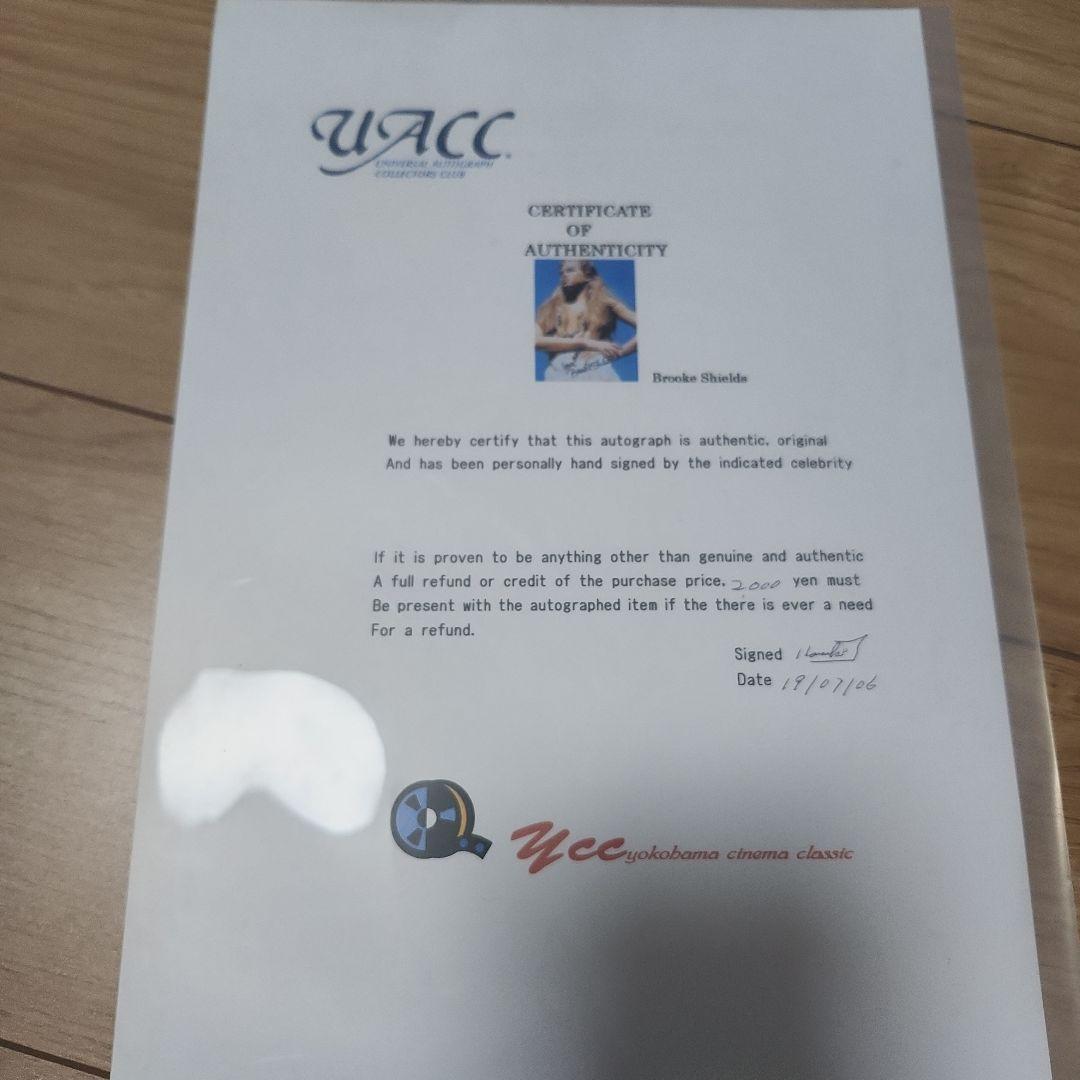 UACC
UNIVERSAL AUTOGRAPH
COLLECTORS CLUB
CERTIFICATE
OF
AUTHENTICITY
Brooke Shields
We hereby certify that this autograph is authentic. original
And has been personally hand signed by the indicated celebrity
If it is proven to be anything other than genuine and authentic
A full refund or credit of the purchase price. 2000 yen must
Be present with the autographed item if the there is ever a need
For a refund.
Signed
Date 19/07/06
Ycc yokohama cinema classic